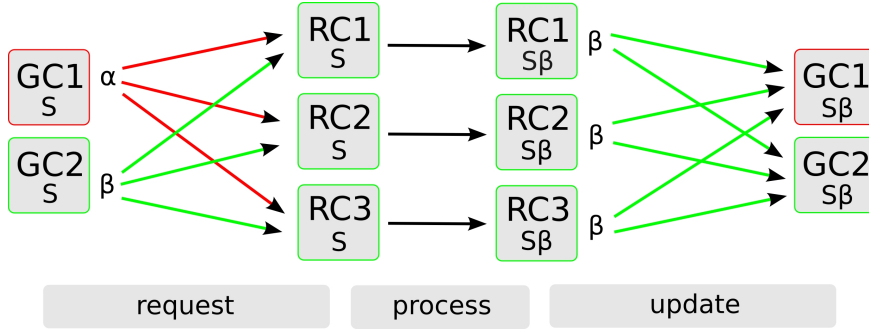 GC1
S
α
GC2
S
β
RC1
S
RC2
S
RC3
S
RC1
Sβ
β
RC2
Sβ
β
RC3
Sβ
β
GC1
Sβ
GC2
Sβ
request
process
update